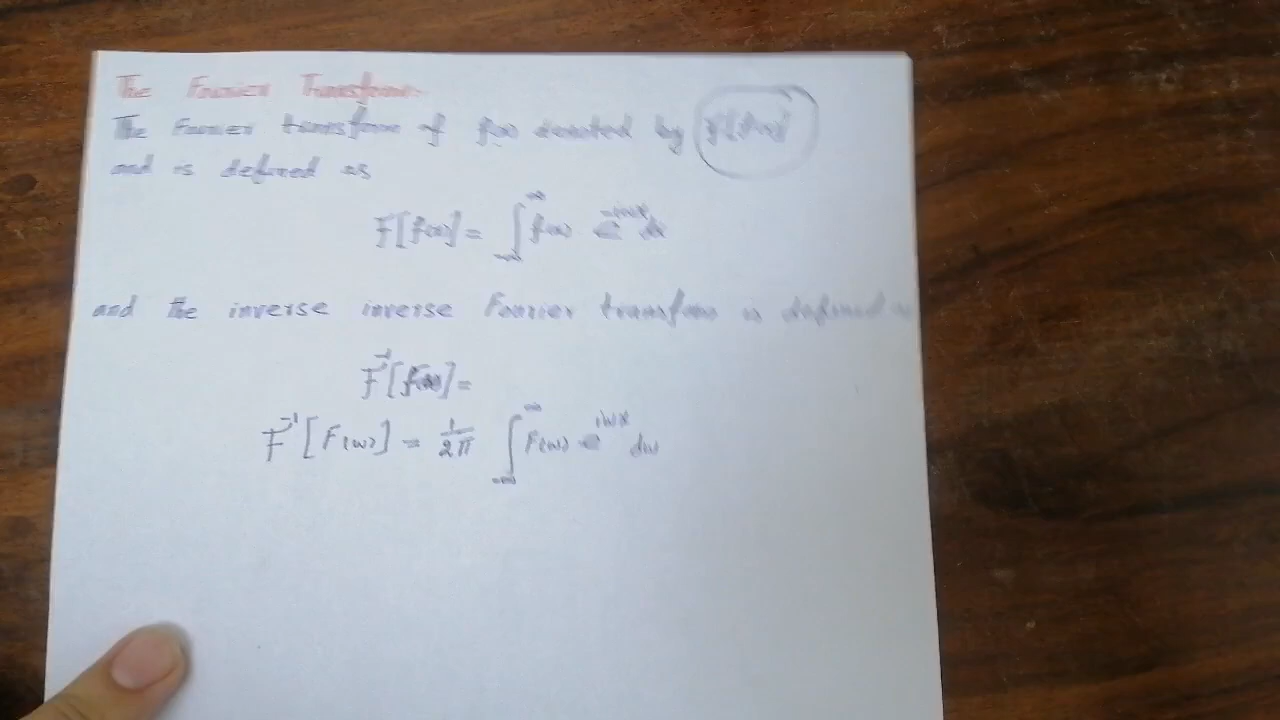 The Fourier Transform
The Fourier transform of f(x) denoted by F[f(x)]
and is defined as
F[f(x)] = ∫_{-∞}^{∞} f(x) e^{-iwx} dx
and the inverse inverse Fourier transform is defined as
F^{-1}[F(w)] =
F^{-1}[F(w)] = 1/2π ∫_{-∞}^{∞} F(w) e^{iwx} dw